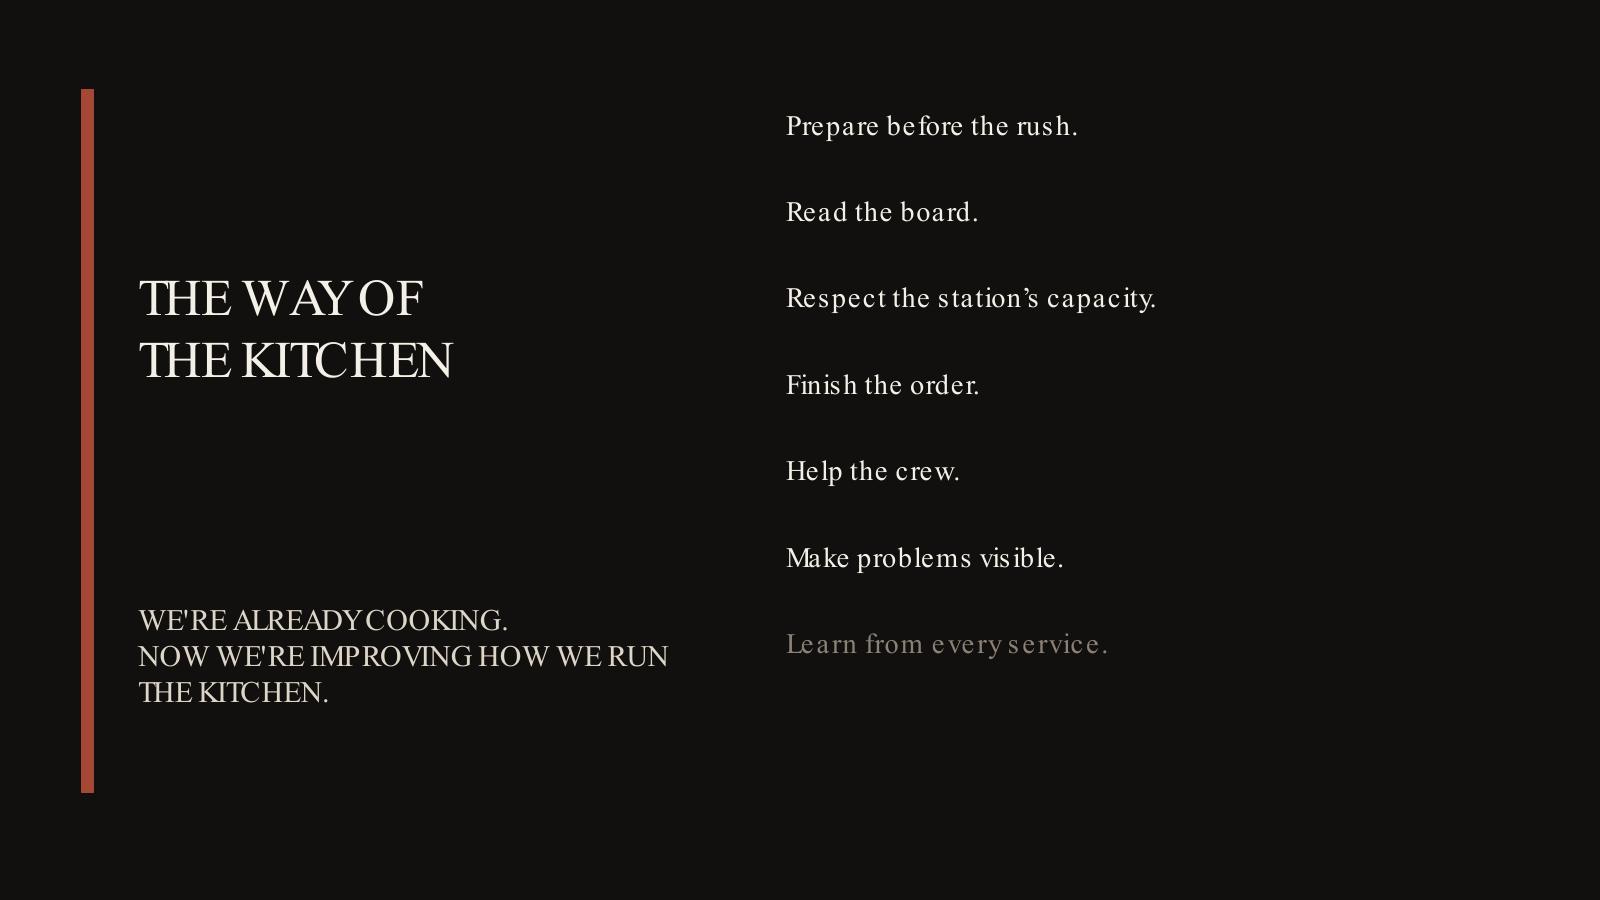 THE WAY OF
THE KITCHEN
WE'RE ALREADY COOKING.
NOW WE'RE IMPROVING HOW WE RUN
THE KITCHEN.
Prepare before the rush.
Read the board.
Respect the station’s capacity.
Finish the order.
Help the crew.
Make problems visible.
Learn from every service.